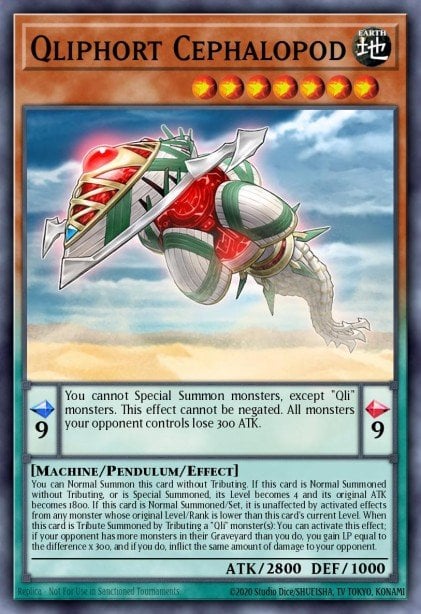 QLIPHORT CEPHALOPOD
EARTH
地
You cannot Special Summon monsters, except "Qli"
monsters. This effect cannot be negated. All monsters
your opponent controls lose 300 ATK.
9
9
[MACHINE/PENDULUM/EFFECT]
You can Normal Summon this card without Tributing. If this card is Normal Summoned
without Tributing, or is Special Summoned, its Level becomes 4 and its original ATK
becomes 1800. If this card is Normal Summoned/Set, it is unaffected by activated effects
from any monster whose original Level/Rank is lower than this card's current Level. When
this card is Tribute Summoned by Tributing a "Qli" monster(s): You can activate this effect;
if your opponent has more monsters in their Graveyard than you do, you gain LP equal to
the difference x 300, and if you do, inflict the same amount of damage to your opponent.
ATK/2800 DEF/1000
Replica - Not For Use in Sanctioned Tournaments
©2020 Studio Dice/SHUEISHA, TV TOKYO, KONAMI